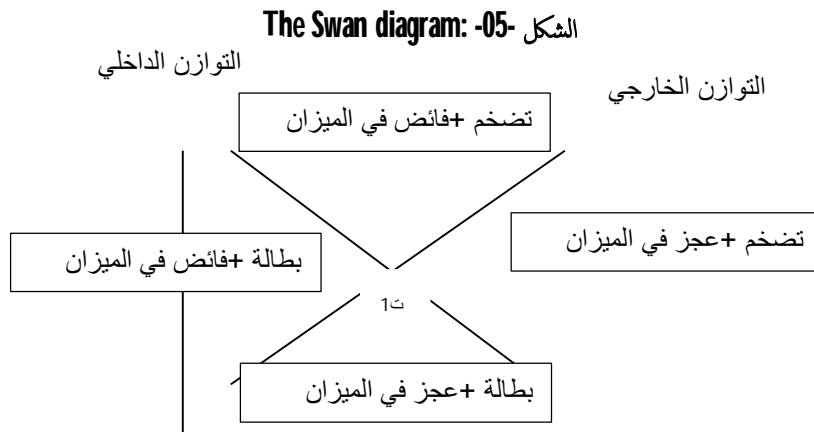 الشكل -05- :The Swan diagram
التوازن الداخلي
التوازن الخارجي
تضخم +فائض في الميزان
تضخم +عجز في الميزان
بطالة +فائض في الميزان
ت1
بطالة +عجز في الميزان